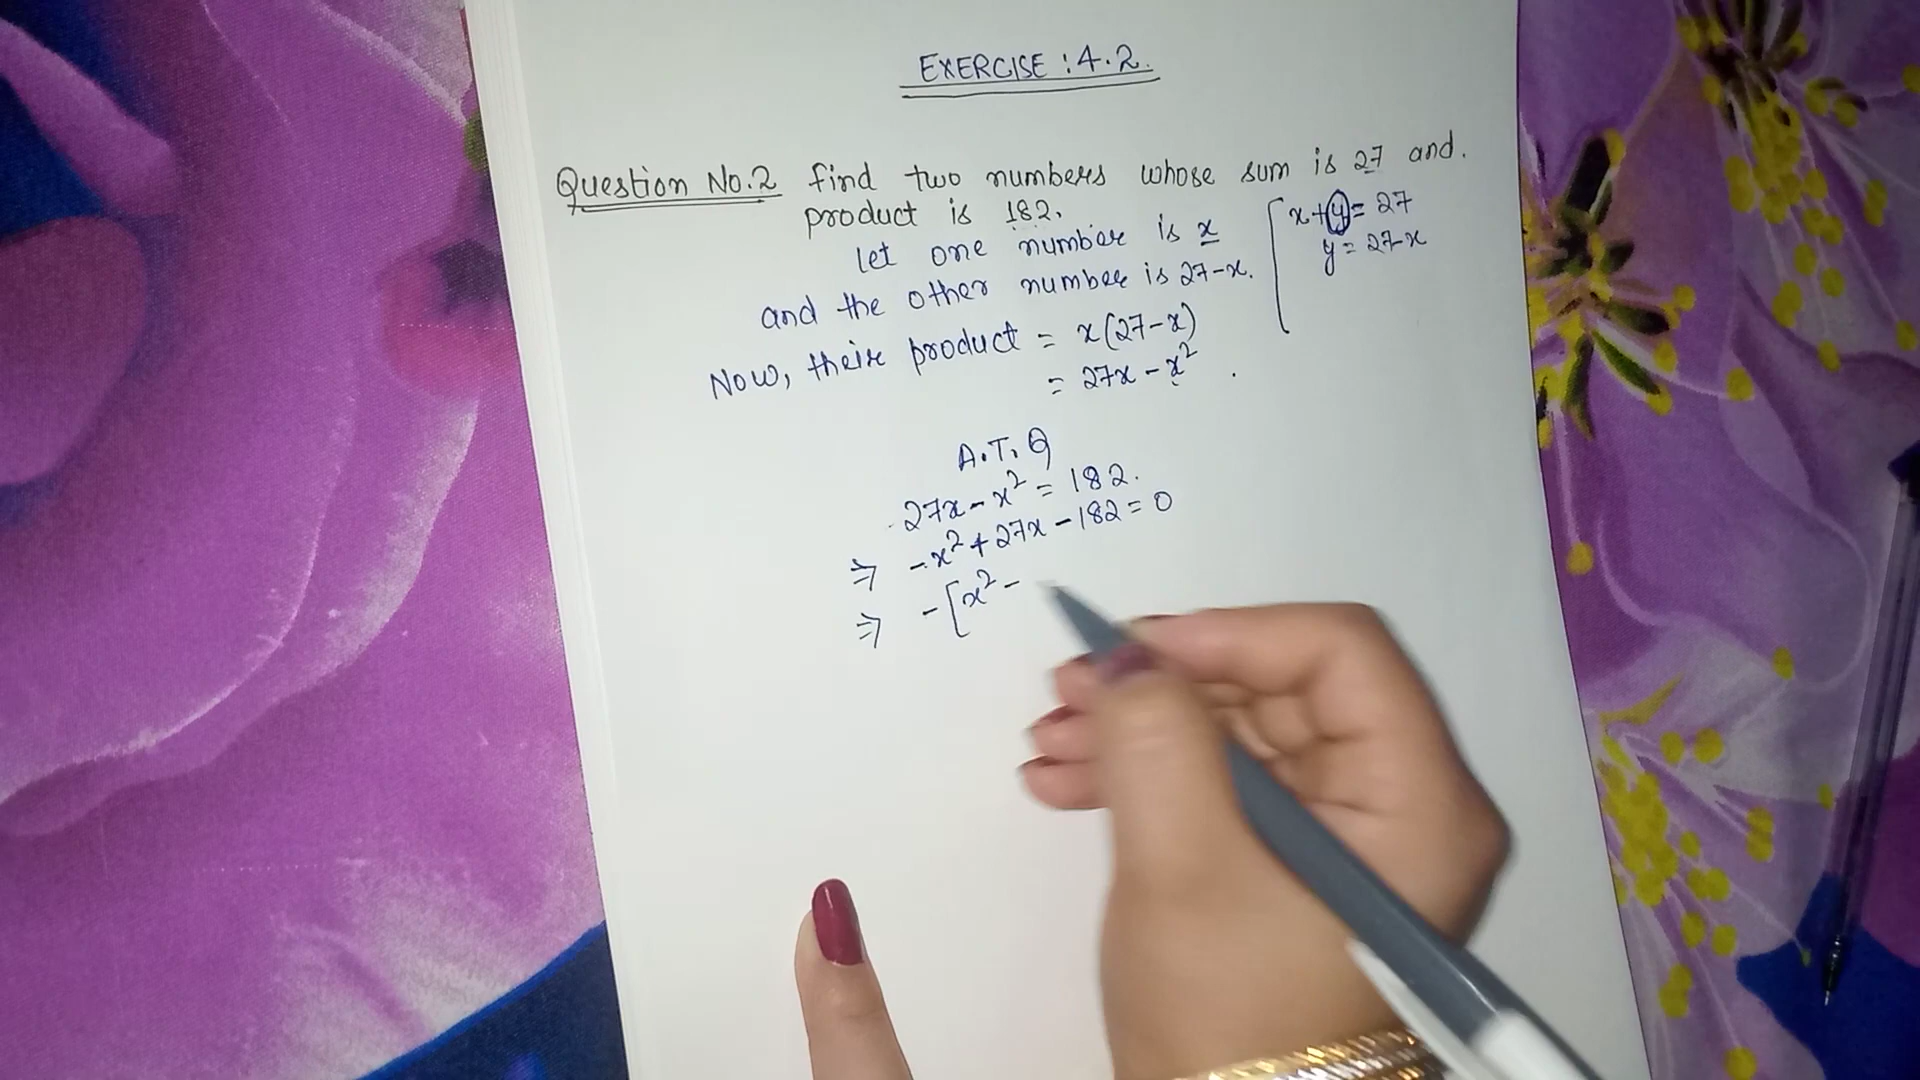 EXERCISE : 4.2.
Question No.2 find two numbers whose sum is 27 and.
product is 182.
let one number is x
and the other number is 27-x.
[ x+y = 27
y = 27-x
Now, their product = x(27-x)
= 27x - x² .
A.T.Q
27x - x² = 182.
⇒ -x² + 27x - 182 = 0
⇒ -[x² -